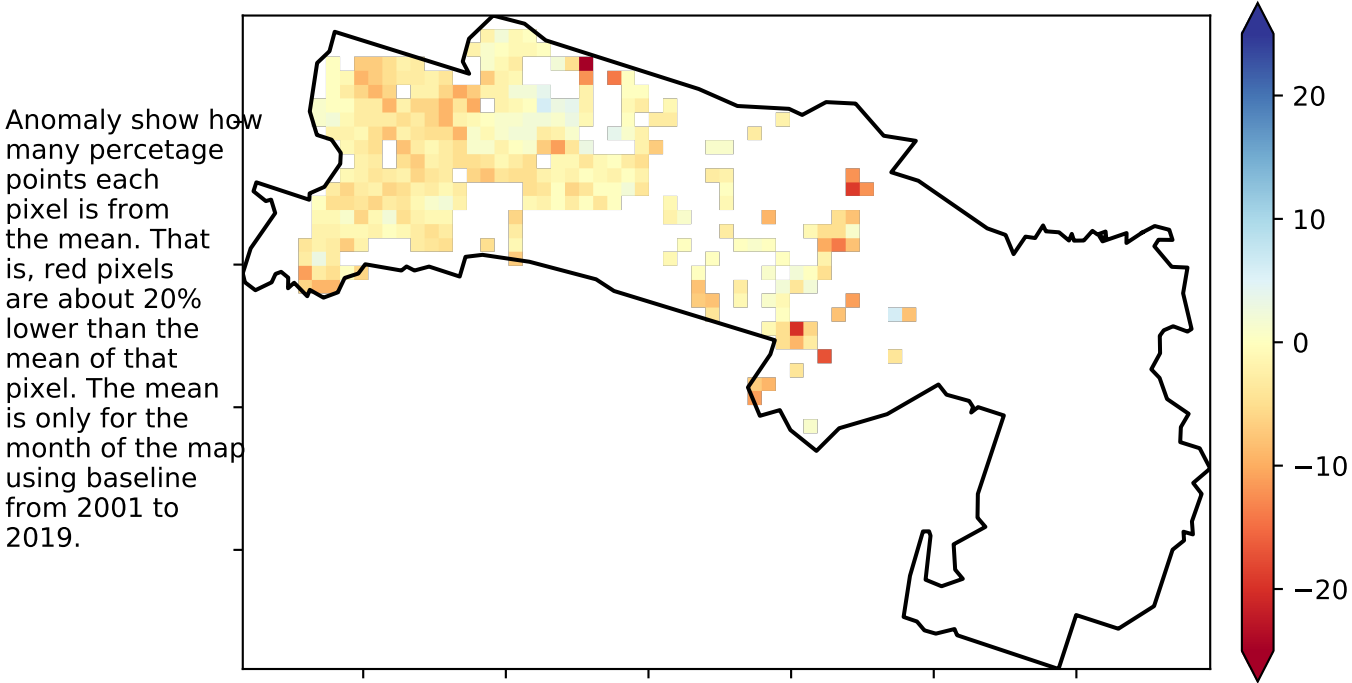 Anomaly show how
many percetage
points each
pixel is from
the mean. That
is, red pixels
are about 20%
lower than the
mean of that
pixel. The mean
is only for the
month of the map
using baseline
from 2001 to
2019.
20
10
0
−10
−20